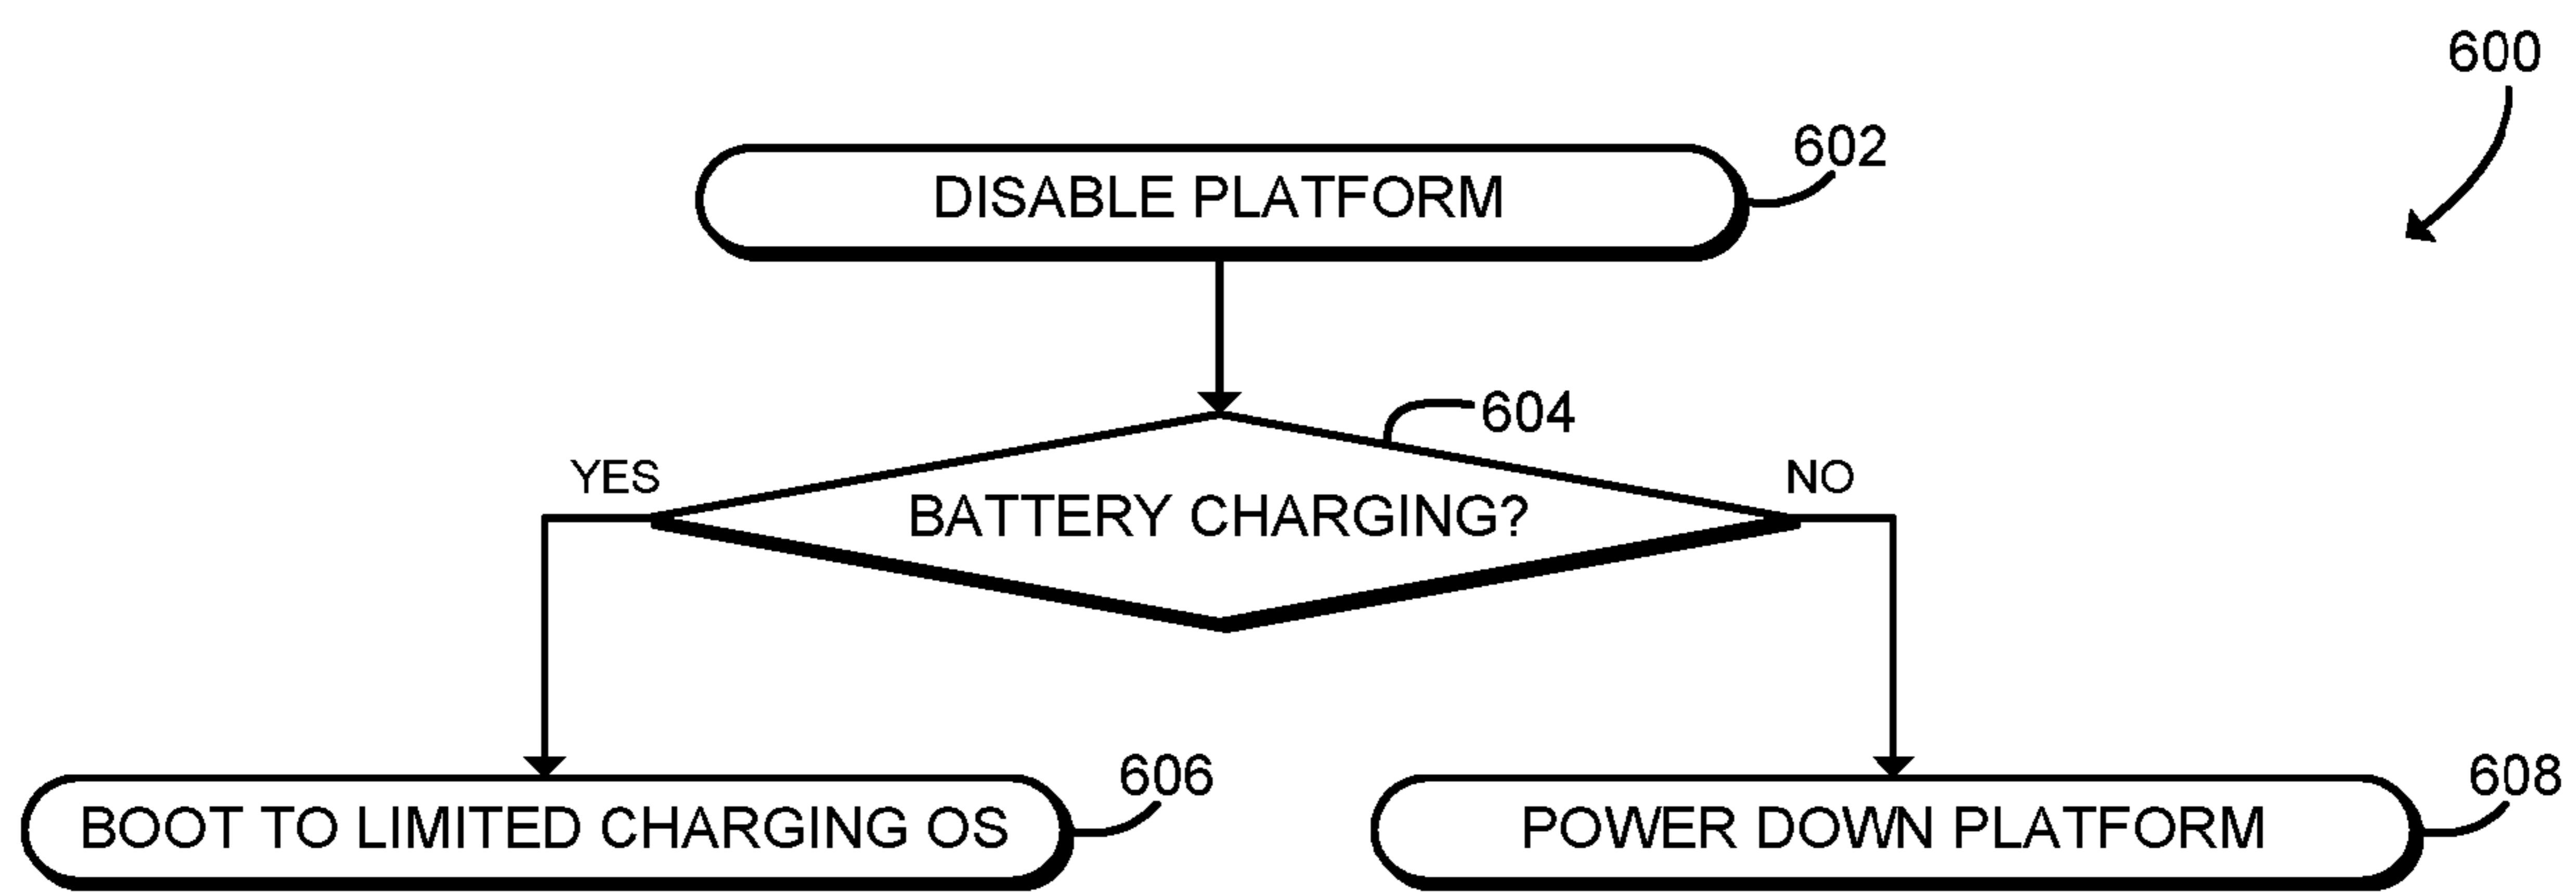 600
602
DISABLE PLATFORM
604
YES
NO
BATTERY CHARGING?
606
608
BOOT TO LIMITED CHARGING OS
POWER DOWN PLATFORM